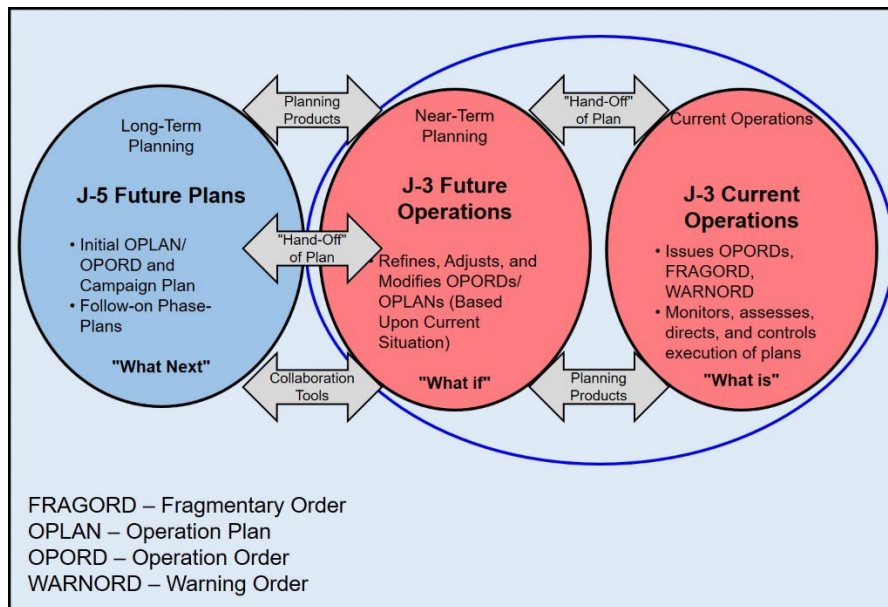 Planning
Products
"Hand-Off"
of Plan
Long-Term
Planning
J-5 Future Plans
• Initial OPLAN/
OPORD and
Campaign Plan
• Follow-on Phase-
Plans
"What Next"
"Hand-Off"
of Plan
Collaboration
Tools
Near-Term
Planning
J-3 Future
Operations
• Refines, Adjusts, and
Modifies OPORDs/
OPLANs (Based
Upon Current
Situation)
"What if"
Planning
Products
Current Operations
J-3 Current
Operations
• Issues OPORDs,
FRAGORD,
WARNORD
• Monitors, assesses,
directs, and controls
execution of plans
"What is"
FRAGORD – Fragmentary Order
OPLAN – Operation Plan
OPORD – Operation Order
WARNORD – Warning Order